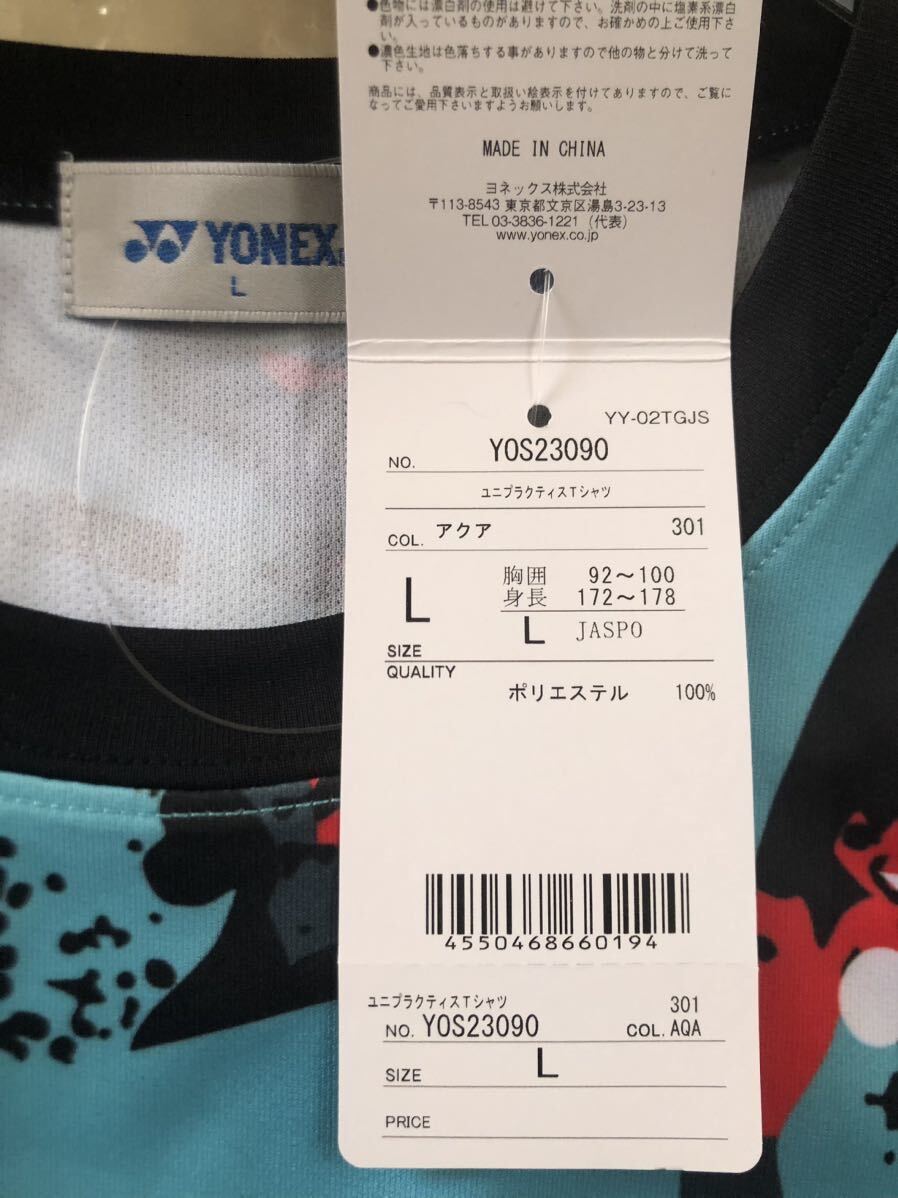 ●色物には漂白剤の使用は避けて下さい。洗剤の中に塩素系漂白
剤が入っているものがありますので、お確かめの上ご使用下さ
い。
●濃色生地は色落ちする事がありますので他の物と分けて洗って
下さい。
商品には、品質表示と取扱い絵表示を付けてありますので、ご覧に
なってご愛用下さいますようお願いします。
MADE IN CHINA
ヨネックス株式会社
〒113-8543 東京都文京区湯島3-23-13
TEL 03-3836-1221 (代表)
www.yonex.co.jp
YONEX
L
YY-02TGJS
NO. YOS23090
ユニプラクティスTシャツ
COL. アクア 301
L 胸囲 92～100
身長 172～178
L JASPO
SIZE
QUALITY
ポリエステル 100%
4550468660194
ユニプラクティスTシャツ 301
NO. YOS23090 COL. AQA
SIZE L
PRICE